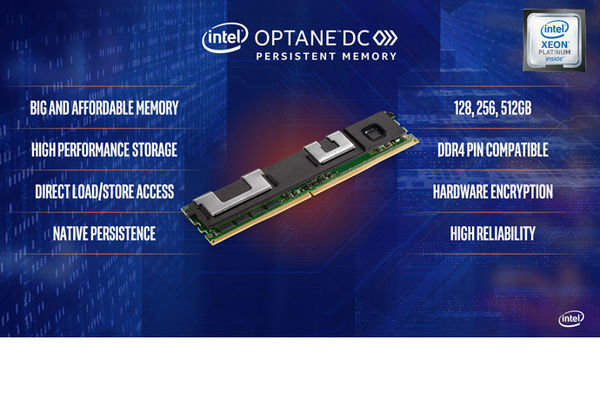 intel OPTANE DC
PERSISTENT MEMORY
intel
XEON
PLATINUM
inside
BIG AND AFFORDABLE MEMORY
HIGH PERFORMANCE STORAGE
DIRECT LOAD/STORE ACCESS
NATIVE PERSISTENCE
128, 256, 512GB
DDR4 PIN COMPATIBLE
HARDWARE ENCRYPTION
HIGH RELIABILITY
intel